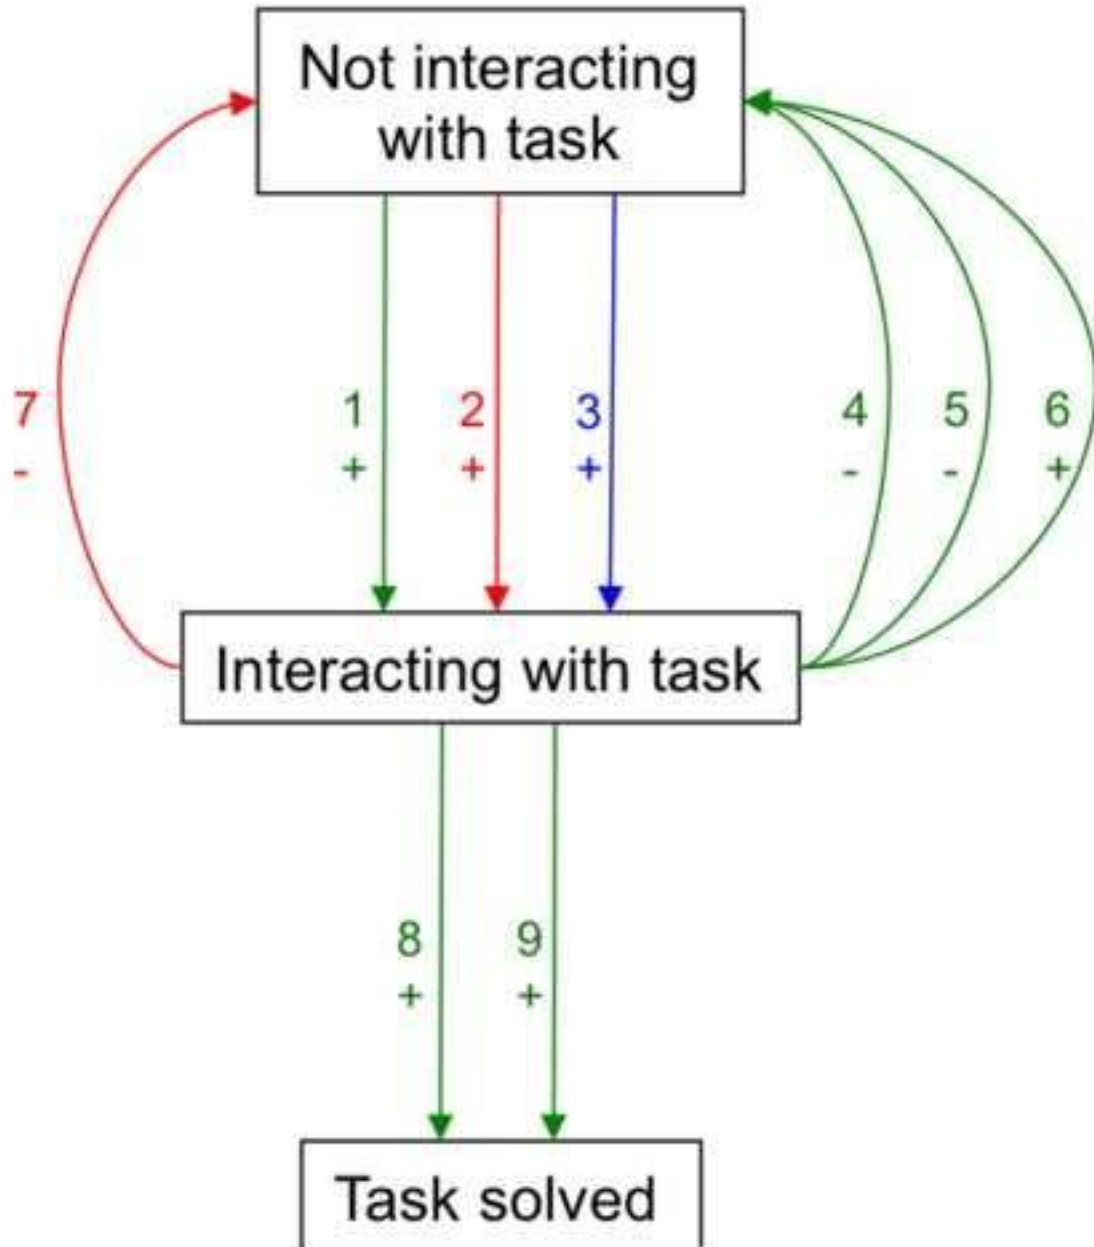 Not interacting
with task
7 1 2 3 4 5 6
- + + + - - +
Interacting with task
8 9
+ +
Task solved